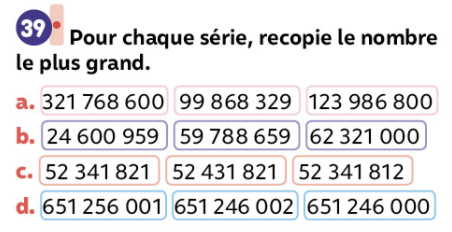 39 Pour chaque série, recopie le nombre
le plus grand.
a. 321 768 600 99 868 329 123 986 800
b. 24 600 959 59 788 659 62 321 000
c. 52 341 821 52 431 821 52 341 812
d. 651 256 001 651 246 002 651 246 000